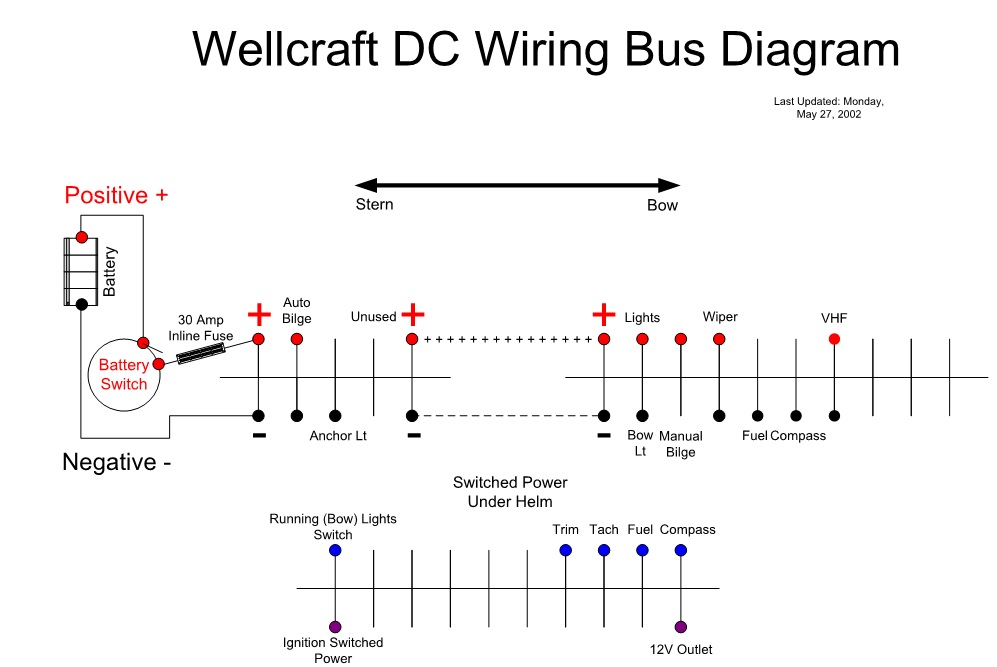 Wellcraft DC Wiring Bus Diagram
Last Updated: Monday,
May 27, 2002
Positive +
Stern
Bow
Battery
30 Amp
Inline Fuse
+
Auto
Bilge
Unused
+
+
Lights
Wiper
VHF
+ + + + + + + + + + + + + + + + +
Battery
Switch
-
Anchor Lt
-
-
Bow
Lt
Manual
Bilge
Fuel
Compass
Negative -
Switched Power
Under Helm
Running (Bow) Lights
Switch
Trim
Tach
Fuel
Compass
Ignition Switched
Power
12V Outlet